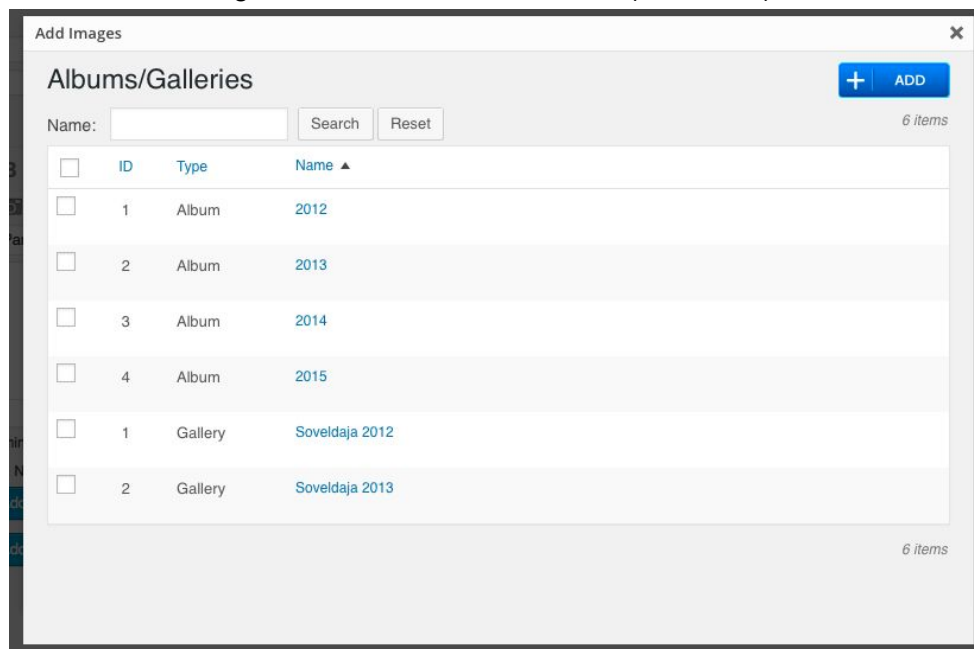 Add Images
Albums/Galleries
ADD
Name: Search Reset 6 items
ID Type Name
1 Album 2012
2 Album 2013
3 Album 2014
4 Album 2015
1 Gallery Soveldaja 2012
2 Gallery Soveldaja 2013
6 items